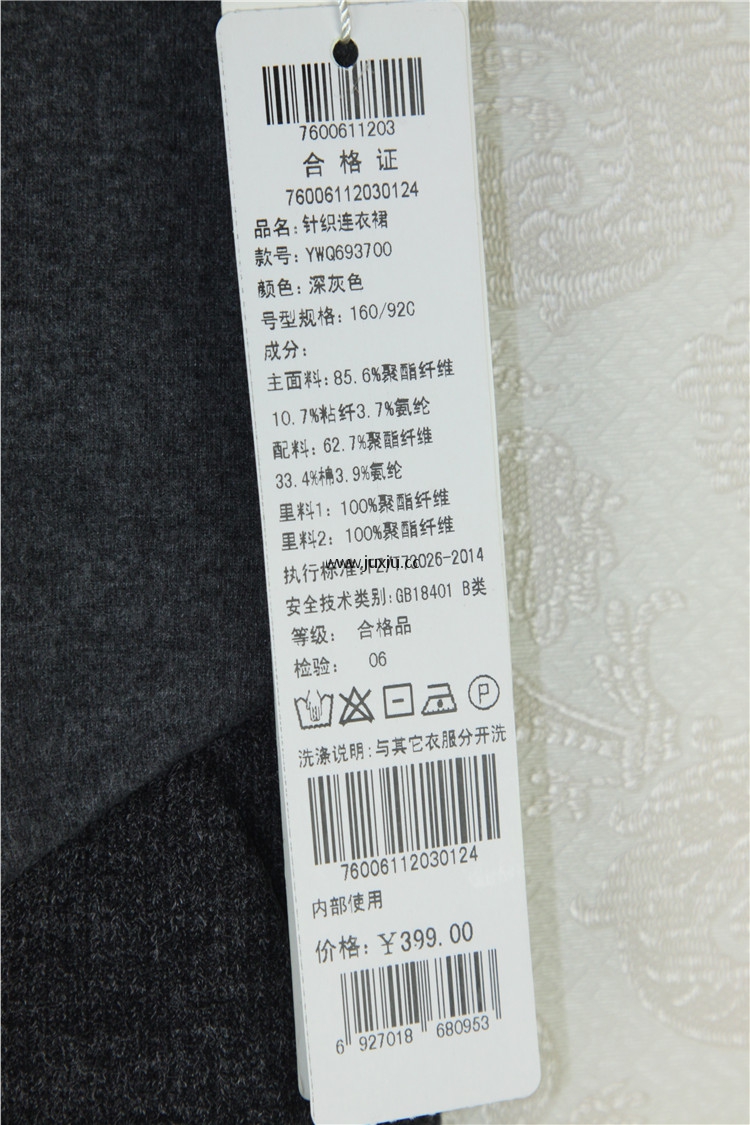 7600611203
合格证
76006112030124
品名:针织连衣裙
款号:YWQ693700
颜色:深灰色
号型规格:160/92C
成分:
主面料:85.6%聚酯纤维
10.7%粘纤3.7%氨纶
配料:62.7%聚酯纤维
33.4%棉3.9%氨纶
里料1:100%聚酯纤维
里料2:100%聚酯纤维
执行标准:
www.juxiu.cc
安全技术类别:GB18401 B类
等级: 合格品
检验: 06
P
洗涤说明:与其它衣服分开洗
76006112030124
内部使用
价格:¥399.00
6 927018 680953